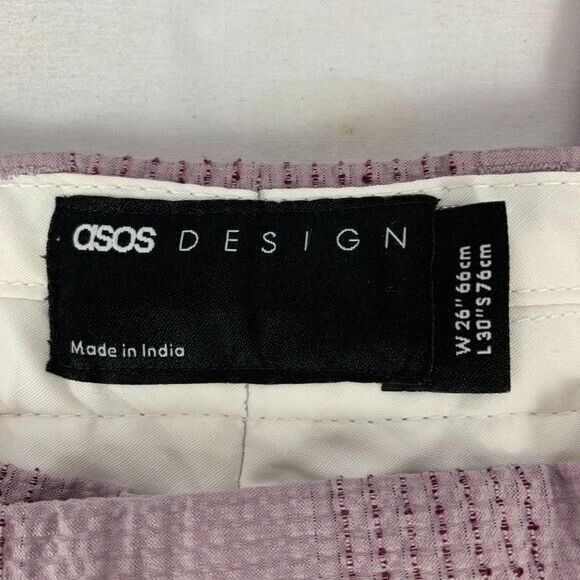 asos DESIGN
Made in India
W 26" 66cm
L 30" S 76cm